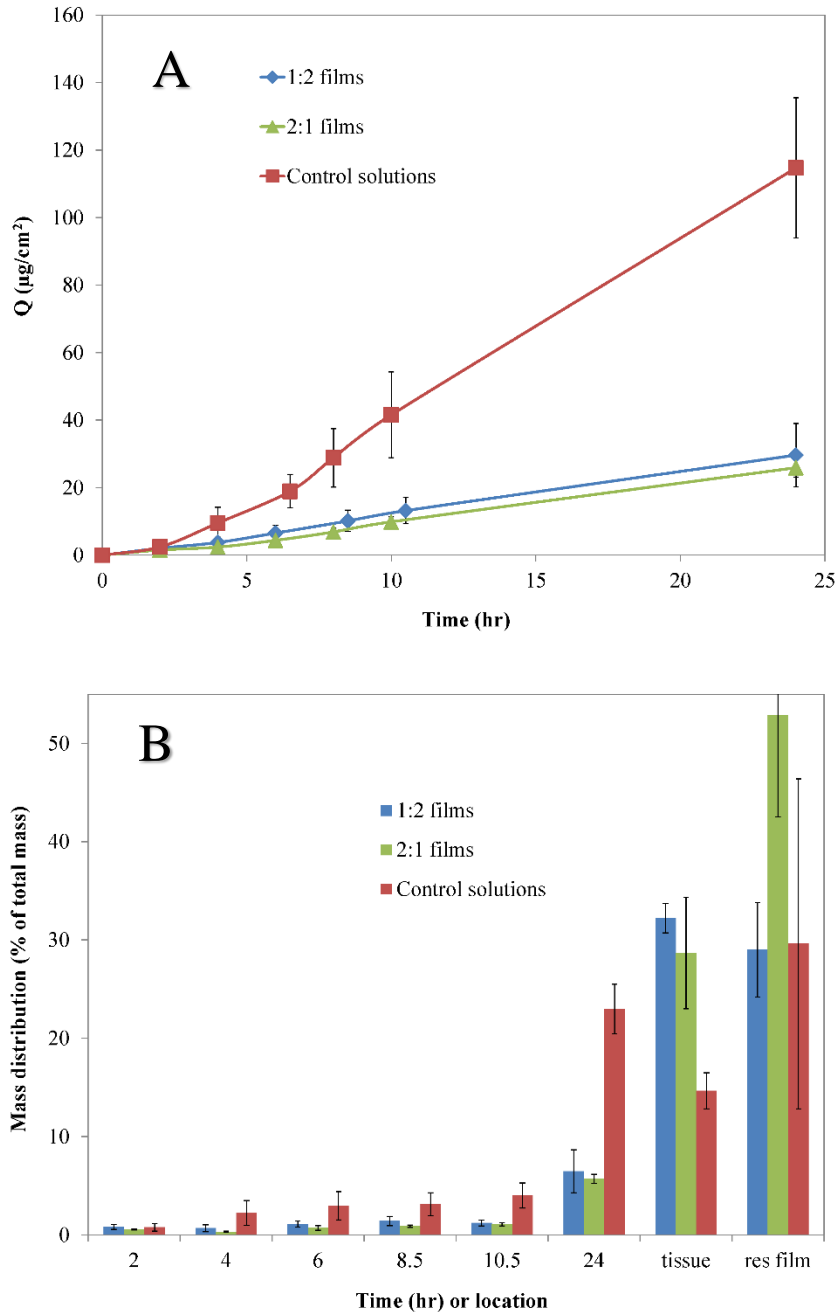 160
140
120
100
80
60
40
20
0
Q (µg/cm²)
A
1:2 films
2:1 films
Control solutions
0 5 10 15 20 25
Time (hr)
50
40
30
20
10
0
Mass distribution (% of total mass)
B
1:2 films
2:1 films
Control solutions
2 4 6 8.5 10.5 24 tissue res film
Time (hr) or location